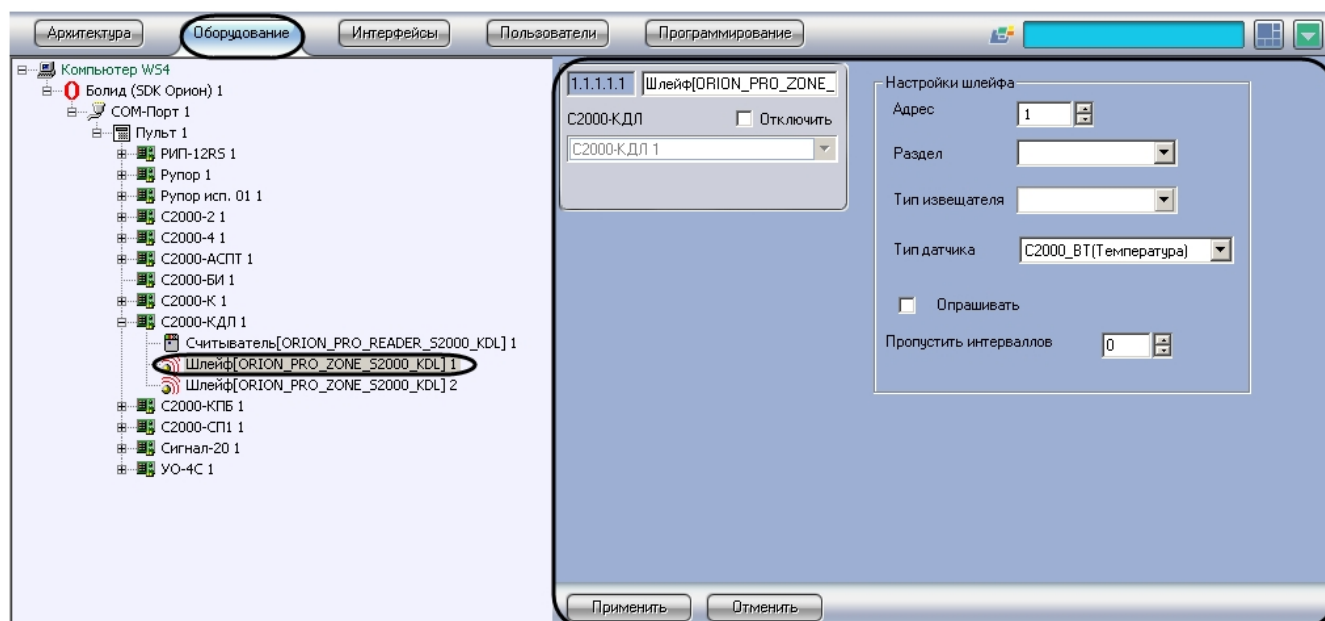 Архитектура Оборудование Интерфейсы Пользователи Программирование
Компьютер WS4
Болид (SDK Орион) 1
COM-Порт 1
Пульт 1
РИП-12RS 1
Рупор 1
Рупор исп. 01 1
С2000-2 1
С2000-4 1
С2000-АСПТ 1
С2000-БИ 1
С2000-К 1
С2000-КДЛ 1
Считыватель[ORION_PRO_READER_S2000_KDL] 1
Шлейф[ORION_PRO_ZONE_S2000_KDL] 1
Шлейф[ORION_PRO_ZONE_S2000_KDL] 2
С2000-КПБ 1
С2000-СП1 1
Сигнал-20 1
УО-4С 1
1.1.1.1.1 Шлейф[ORION_PRO_ZONE_
С2000-КДЛ Отключить
С2000-КДЛ 1
Настройки шлейфа
Адрес 1
Раздел
Тип извещателя
Тип датчика С2000_ВТ(Температура)
Опрашивать
Пропустить интервалов 0
Применить Отменить